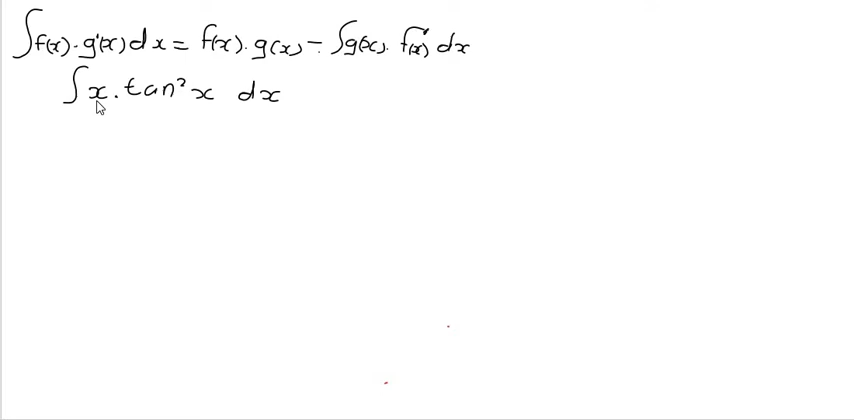 ∫f(x)·g'(x)dx = f(x)·g(x) - ∫g(x)·f'(x) dx
∫x·tan²x dx